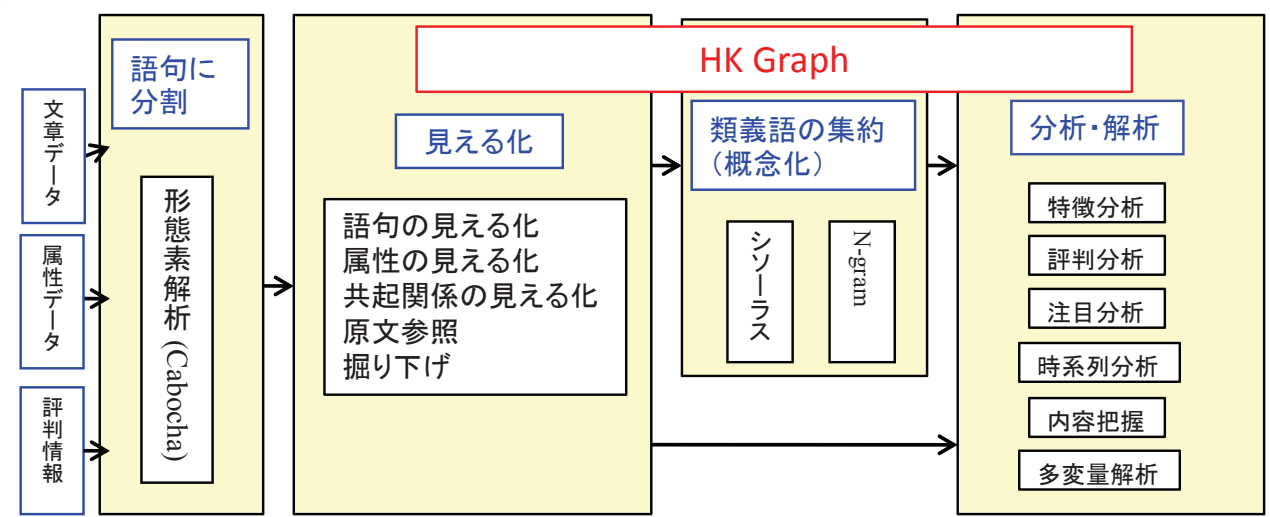 文章データ
属性データ
評判情報
語句に
分割
形態素解析 (Cabocha)
HK Graph
見える化
語句の見える化
属性の見える化
共起関係の見える化
原文参照
掘り下げ
類義語の集約
（概念化）
シソーラス
N-gram
分析・解析
特徴分析
評判分析
注目分析
時系列分析
内容把握
多変量解析